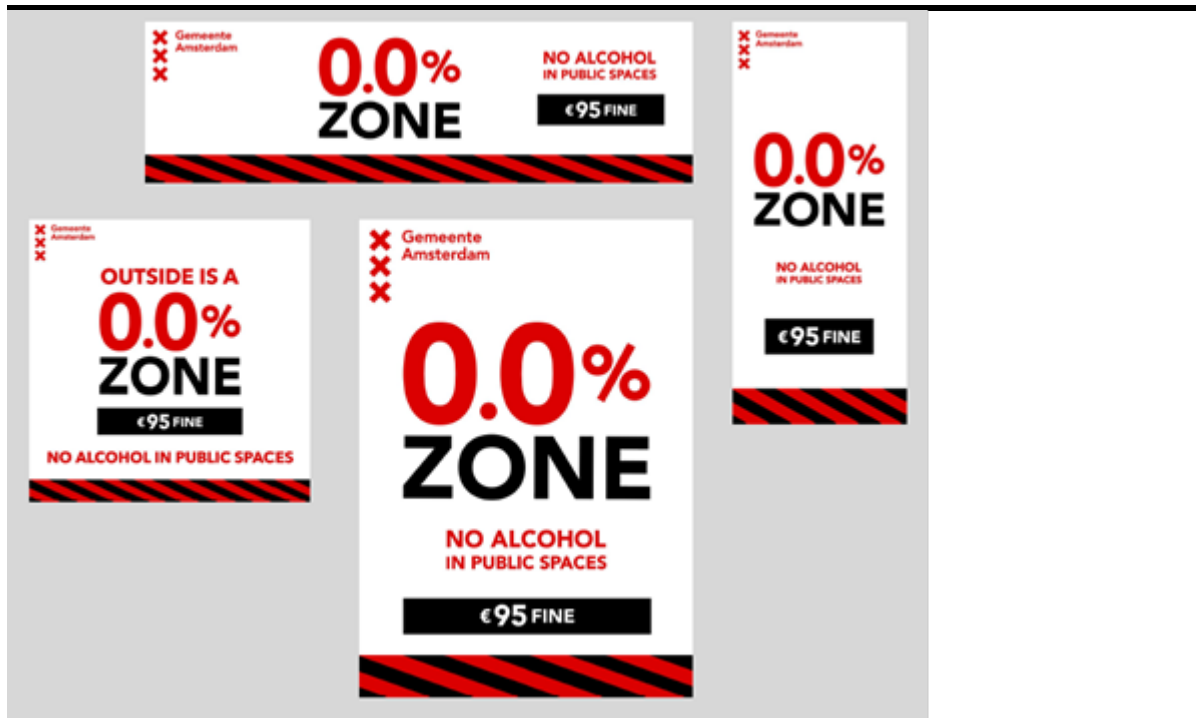 Gemeente
Amsterdam
0.0%
ZONE
NO ALCOHOL
IN PUBLIC SPACES
€95 FINE
Gemeente
Amsterdam
0.0%
ZONE
NO ALCOHOL
IN PUBLIC SPACES
€95 FINE
Gemeente
Amsterdam
OUTSIDE IS A
0.0%
ZONE
€95 FINE
NO ALCOHOL IN PUBLIC SPACES
Gemeente
Amsterdam
0.0%
ZONE
NO ALCOHOL
IN PUBLIC SPACES
€95 FINE